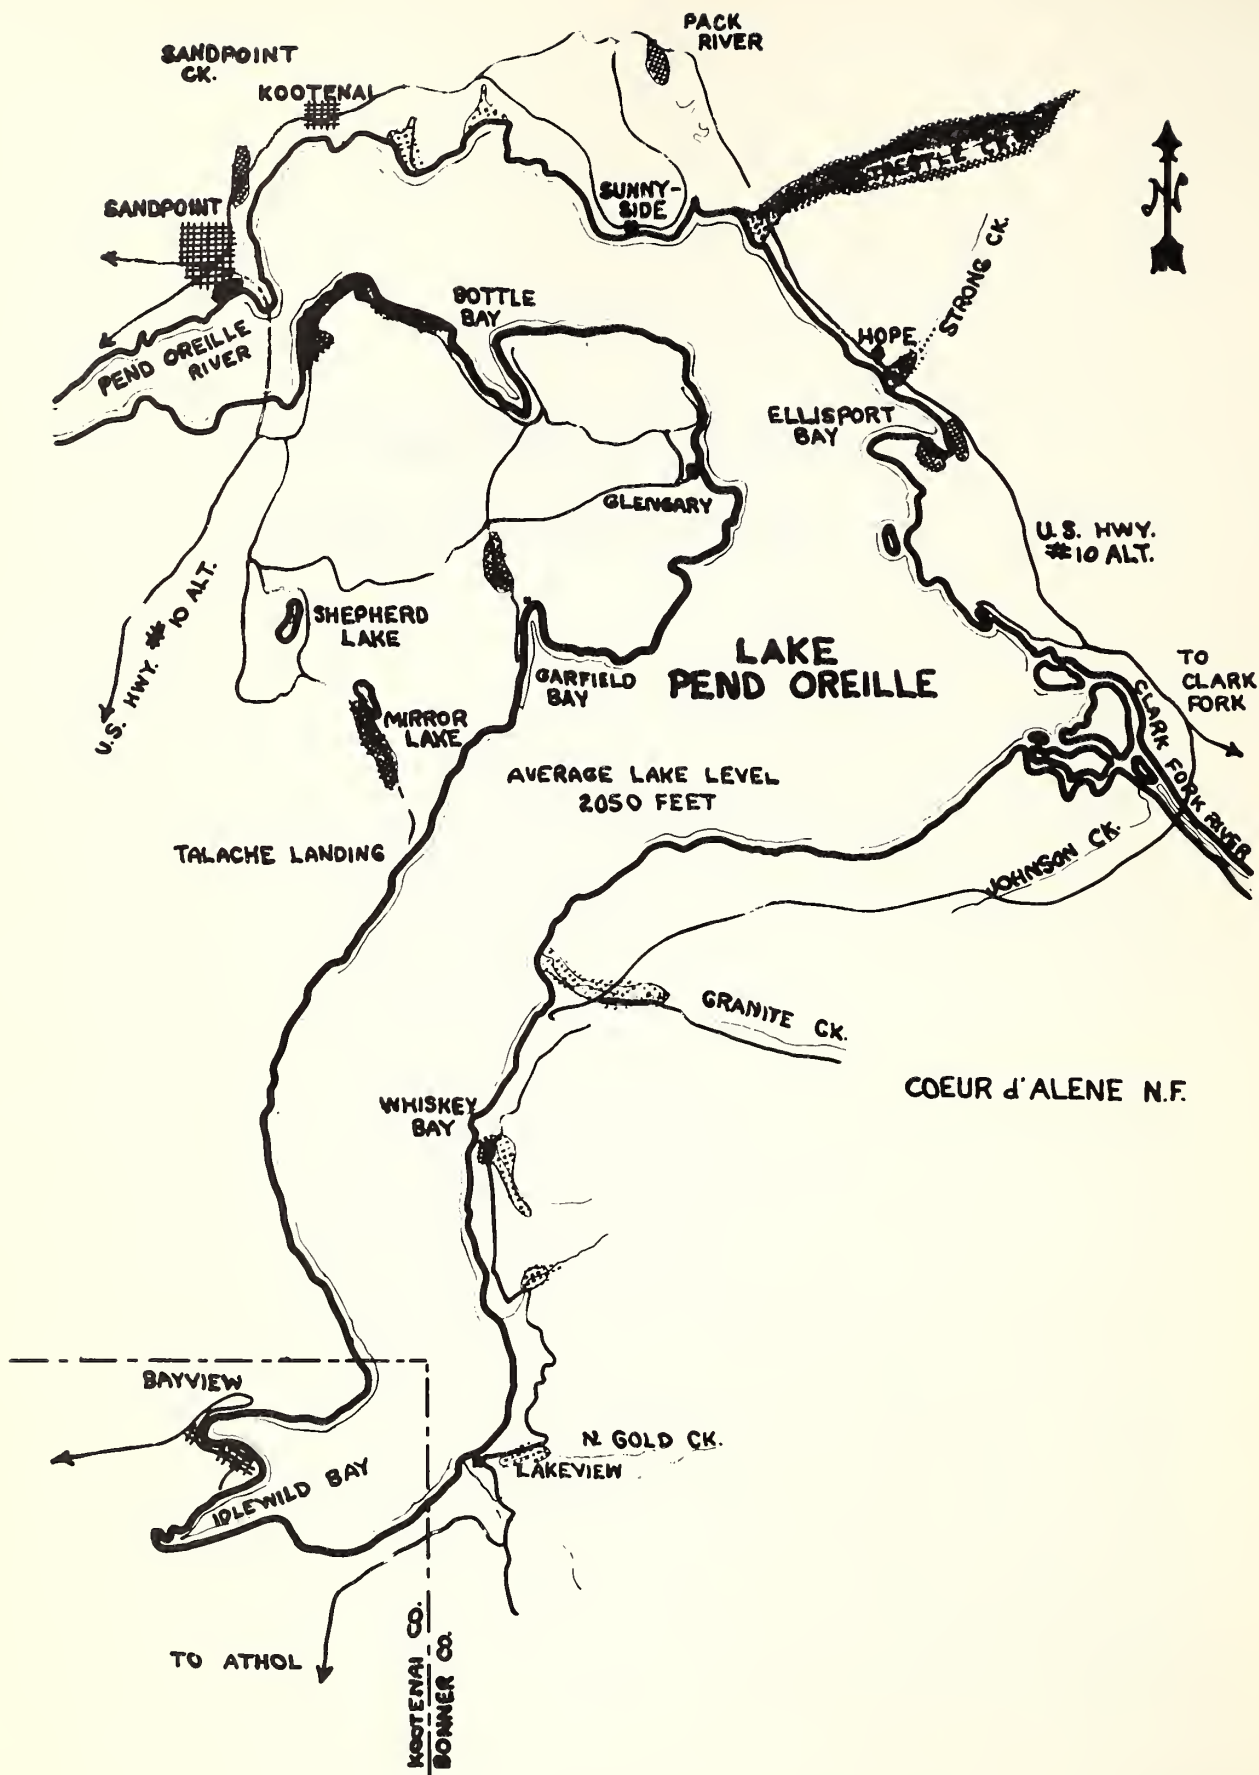 PACK
RIVER
SANDPOINT
CK.
KOOTENAI
TRESTLE CK.
SANDPOINT
SUNNY-
SIDE
N
STRONG CK.
BOTTLE
BAY
HOPE
PEND OREILLE
RIVER
ELLISPORT
BAY
GLENGARY
U.S. HWY.
#10 ALT.
U.S. HWY. #10 ALT.
SHEPHERD
LAKE
LAKE
PEND OREILLE
TO
CLARK
FORK
GARFIELD
BAY
MIRROR
LAKE
CLARK FORK RIVER
AVERAGE LAKE LEVEL
2050 FEET
TALACHE LANDING
JOHNSON CK.
GRANITE CK.
COEUR d'ALENE N.F.
WHISKEY
BAY
BAYVIEW
N. GOLD CK.
LAKEVIEW
IDLEWILD BAY
TO ATHOL
KOOTENAI CO.
BONNER CO.